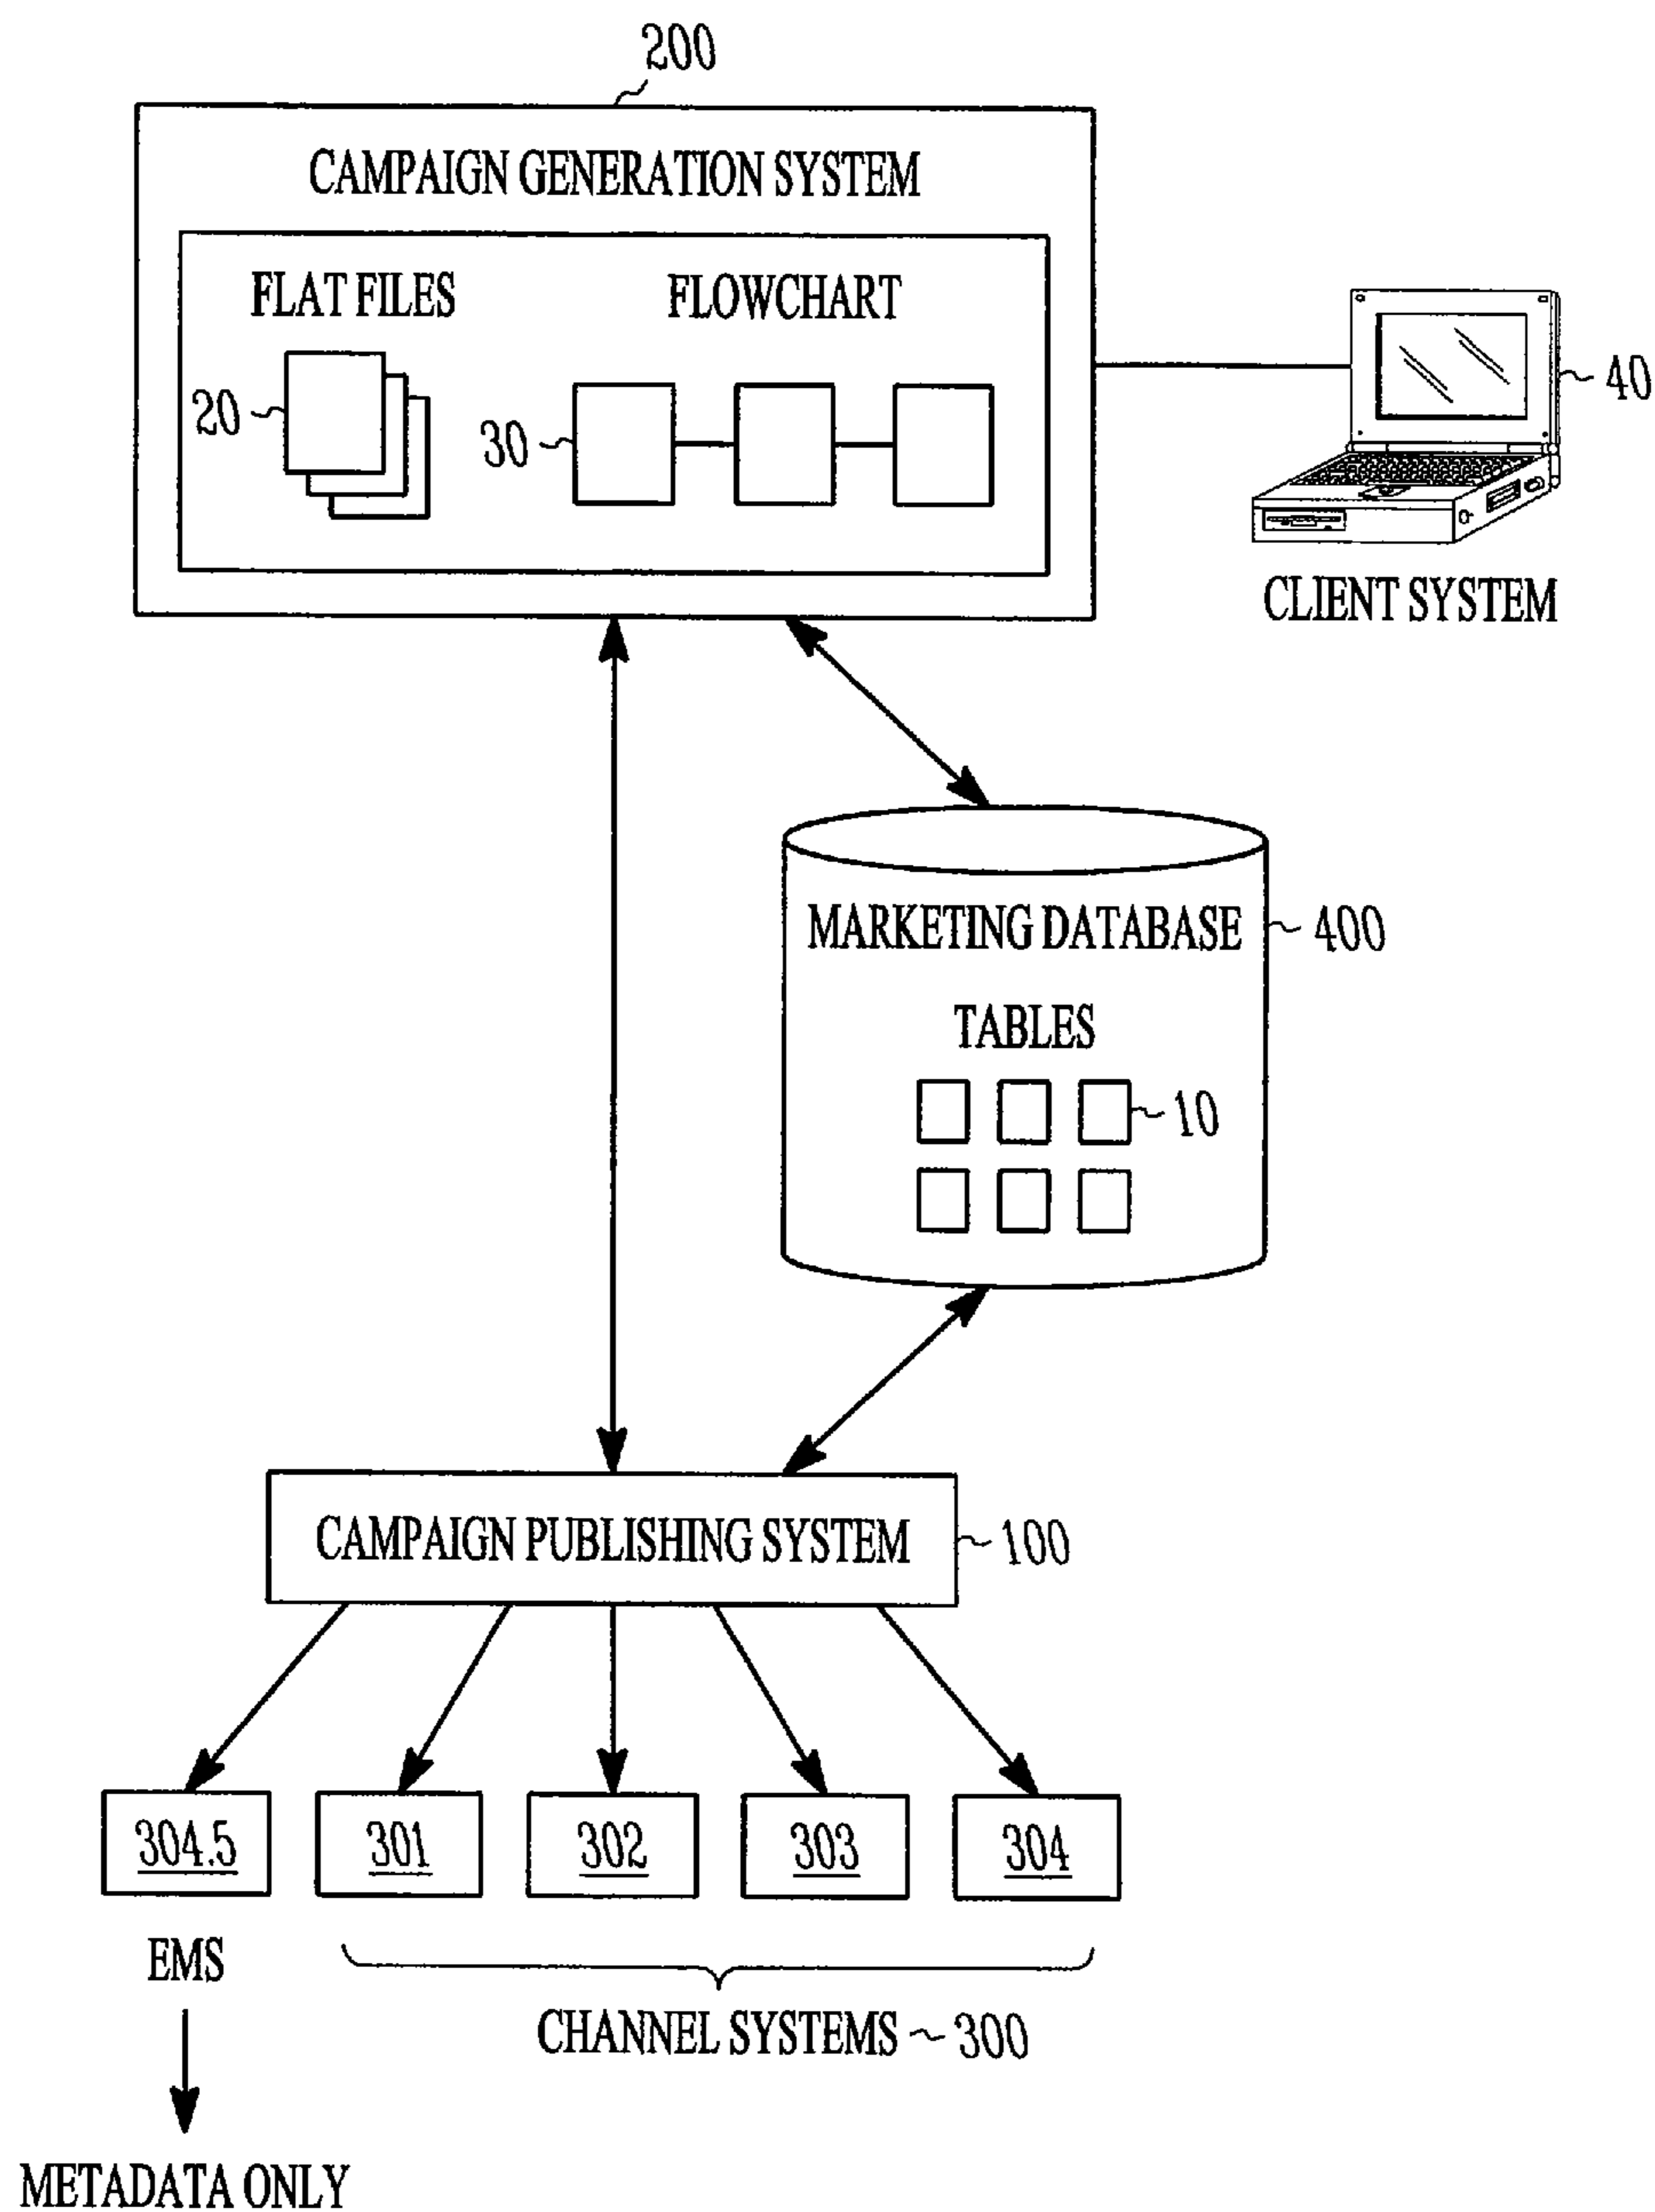 200
CAMPAIGN GENERATION SYSTEM
FLAT FILES
FLOWCHART
20
30
40
CLIENT SYSTEM
MARKETING DATABASE
400
TABLES
10
CAMPAIGN PUBLISHING SYSTEM
100
304.5
301
302
303
304
EMS
CHANNEL SYSTEMS
300
METADATA ONLY